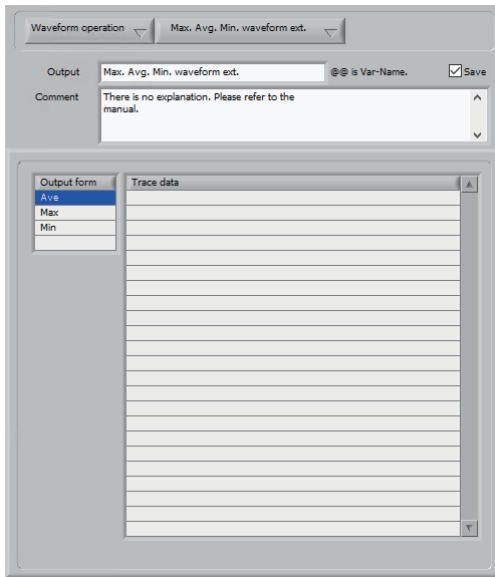 Waveform operation
Max. Avg. Min. waveform ext.
Output
Max. Avg. Min. waveform ext.
@@ is Var-Name.
Save
Comment
There is no explanation. Please refer to the
manual.
Output form
Trace data
Ave
Max
Min